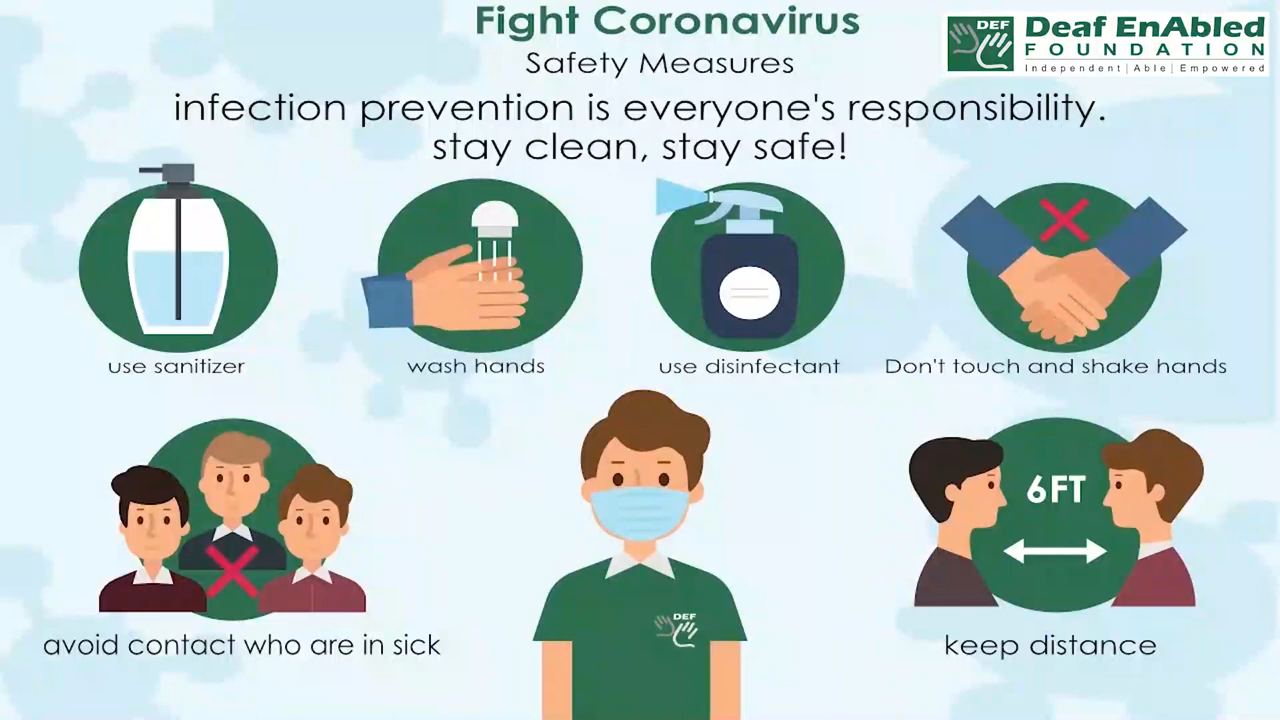 Fight Coronavirus
Safety Measures
DEF
Deaf EnAbled
FOUNDATION
Independent | Able | Empowered
infection prevention is everyone's responsibility.
stay clean, stay safe!
use sanitizer
wash hands
use disinfectant
Don't touch and shake hands
6FT
DEF
avoid contact who are in sick
keep distance